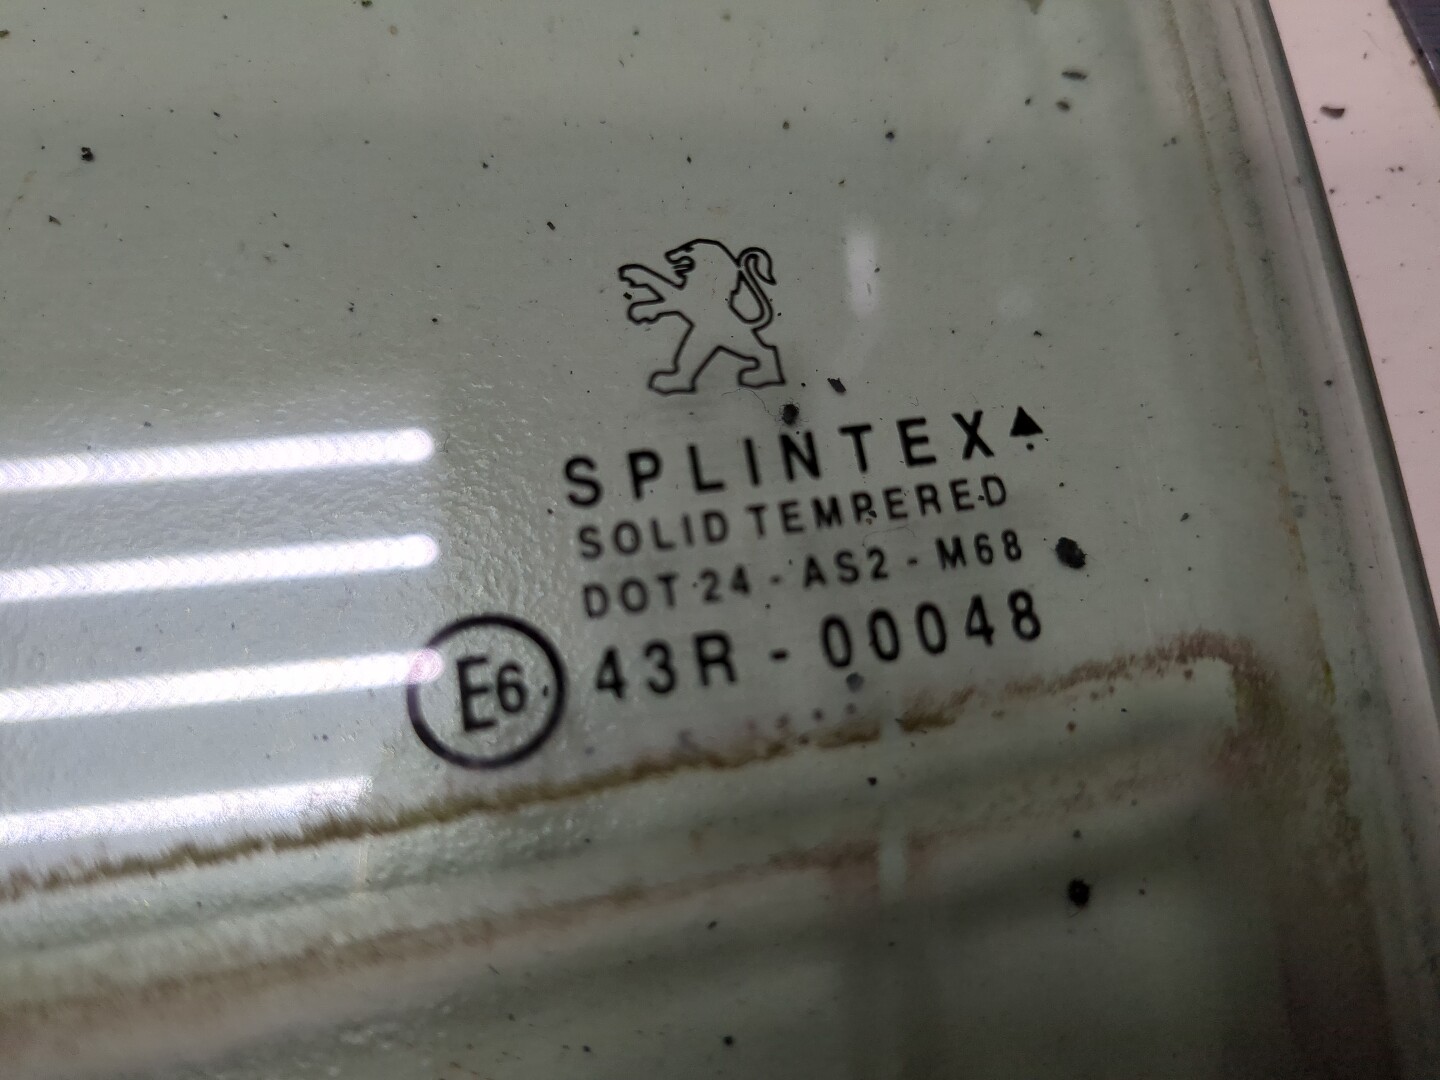 SPLINTEX
SOLID TEMPERED
DOT 24 - AS2 - M68
E6 43R - 00048